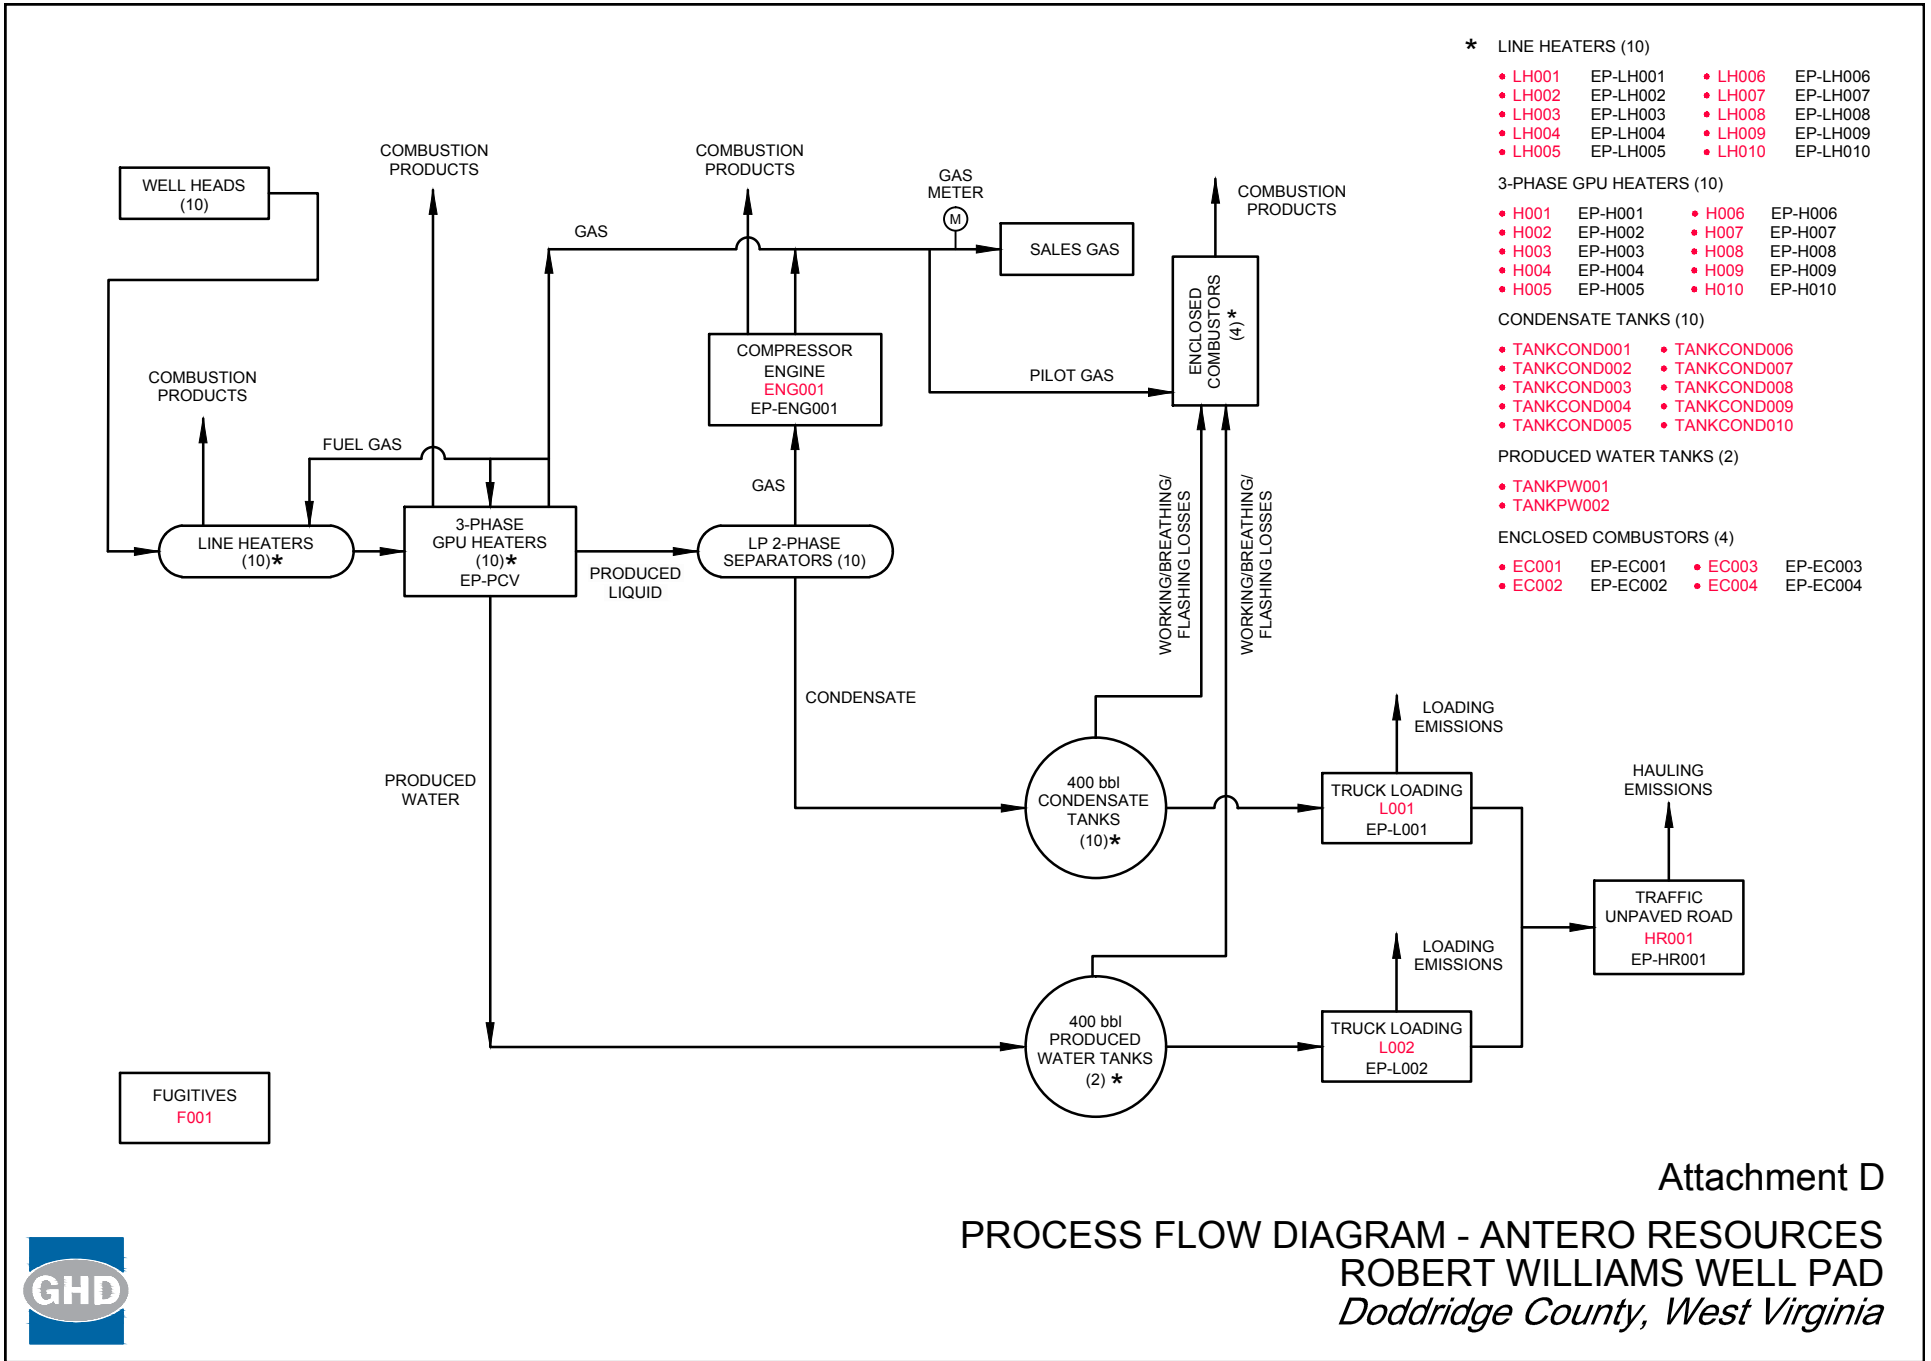 * LINE HEATERS (10)
• LH001 EP-LH001 • LH006 EP-LH006
• LH002 EP-LH002 • LH007 EP-LH007
• LH003 EP-LH003 • LH008 EP-LH008
• LH004 EP-LH004 • LH009 EP-LH009
• LH005 EP-LH005 • LH010 EP-LH010
3-PHASE GPU HEATERS (10)
• H001 EP-H001 • H006 EP-H006
• H002 EP-H002 • H007 EP-H007
• H003 EP-H003 • H008 EP-H008
• H004 EP-H004 • H009 EP-H009
• H005 EP-H005 • H010 EP-H010
CONDENSATE TANKS (10)
• TANKCOND001 • TANKCOND006
• TANKCOND002 • TANKCOND007
• TANKCOND003 • TANKCOND008
• TANKCOND004 • TANKCOND009
• TANKCOND005 • TANKCOND010
PRODUCED WATER TANKS (2)
• TANKPW001
• TANKPW002
ENCLOSED COMBUSTORS (4)
• EC001 EP-EC001 • EC003 EP-EC003
• EC002 EP-EC002 • EC004 EP-EC004
WELL HEADS
(10)
COMBUSTION
PRODUCTS
COMBUSTION
PRODUCTS
GAS
METER
M
COMBUSTION
PRODUCTS
GAS
SALES GAS
ENCLOSED
COMBUSTORS
(4)*
COMPRESSOR
ENGINE
ENG001
EP-ENG001
PILOT GAS
COMBUSTION
PRODUCTS
FUEL GAS
GAS
LINE HEATERS
(10)*
3-PHASE
GPU HEATERS
(10)*
EP-PCV
PRODUCED
LIQUID
LP 2-PHASE
SEPARATORS (10)
WORKING/BREATHING/
FLASHING LOSSES
WORKING/BREATHING/
FLASHING LOSSES
CONDENSATE
PRODUCED
WATER
400 bbl
CONDENSATE
TANKS
(10)*
LOADING
EMISSIONS
TRUCK LOADING
L001
EP-L001
HAULING
EMISSIONS
TRAFFIC
UNPAVED ROAD
HR001
EP-HR001
LOADING
EMISSIONS
400 bbl
PRODUCED
WATER TANKS
(2) *
TRUCK LOADING
L002
EP-L002
FUGITIVES
F001
Attachment D
PROCESS FLOW DIAGRAM - ANTERO RESOURCES
ROBERT WILLIAMS WELL PAD
Doddridge County, West Virginia
GHD